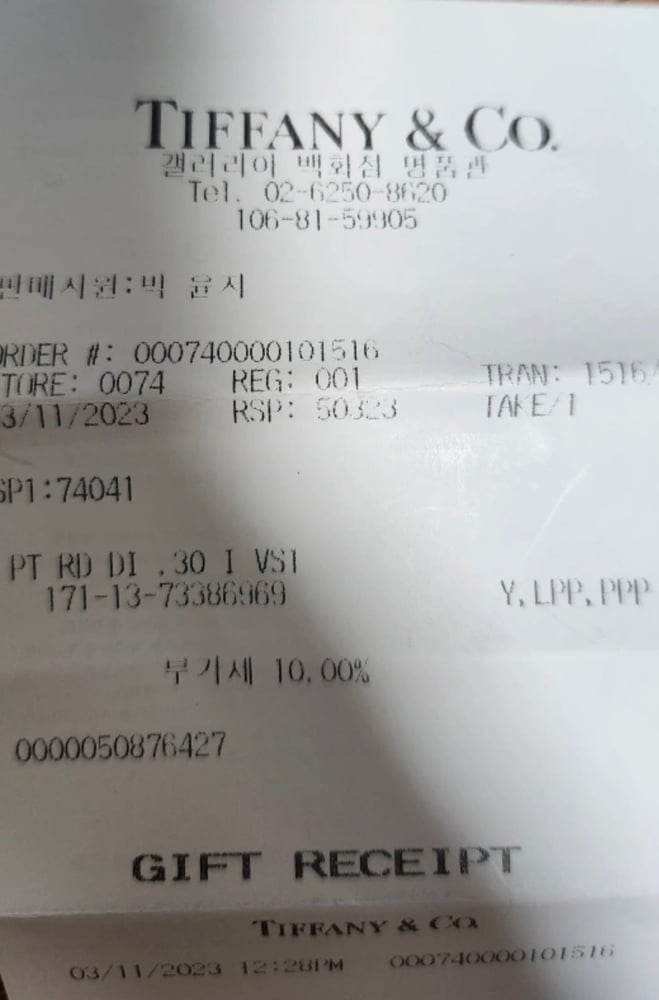 TIFFANY & CO.
갤러리아 백화점 명품관
Tel. 02-6250-8620
106-81-59905
판매사원:박 윤지
ORDER #: 000740000101516
TORE: 0074 REG: 001 TRAN: 1516/
3/11/2023 RSP: 50323 TAKE/1
SP1:74041
PT RD DI .30 I VS1
171-13-73386969 Y,LPP,PPP
부가세 10.00%
0000050876427
GIFT RECEIPT
TIFFANY & CO.
03/11/2023 12:28PM 000740000101516